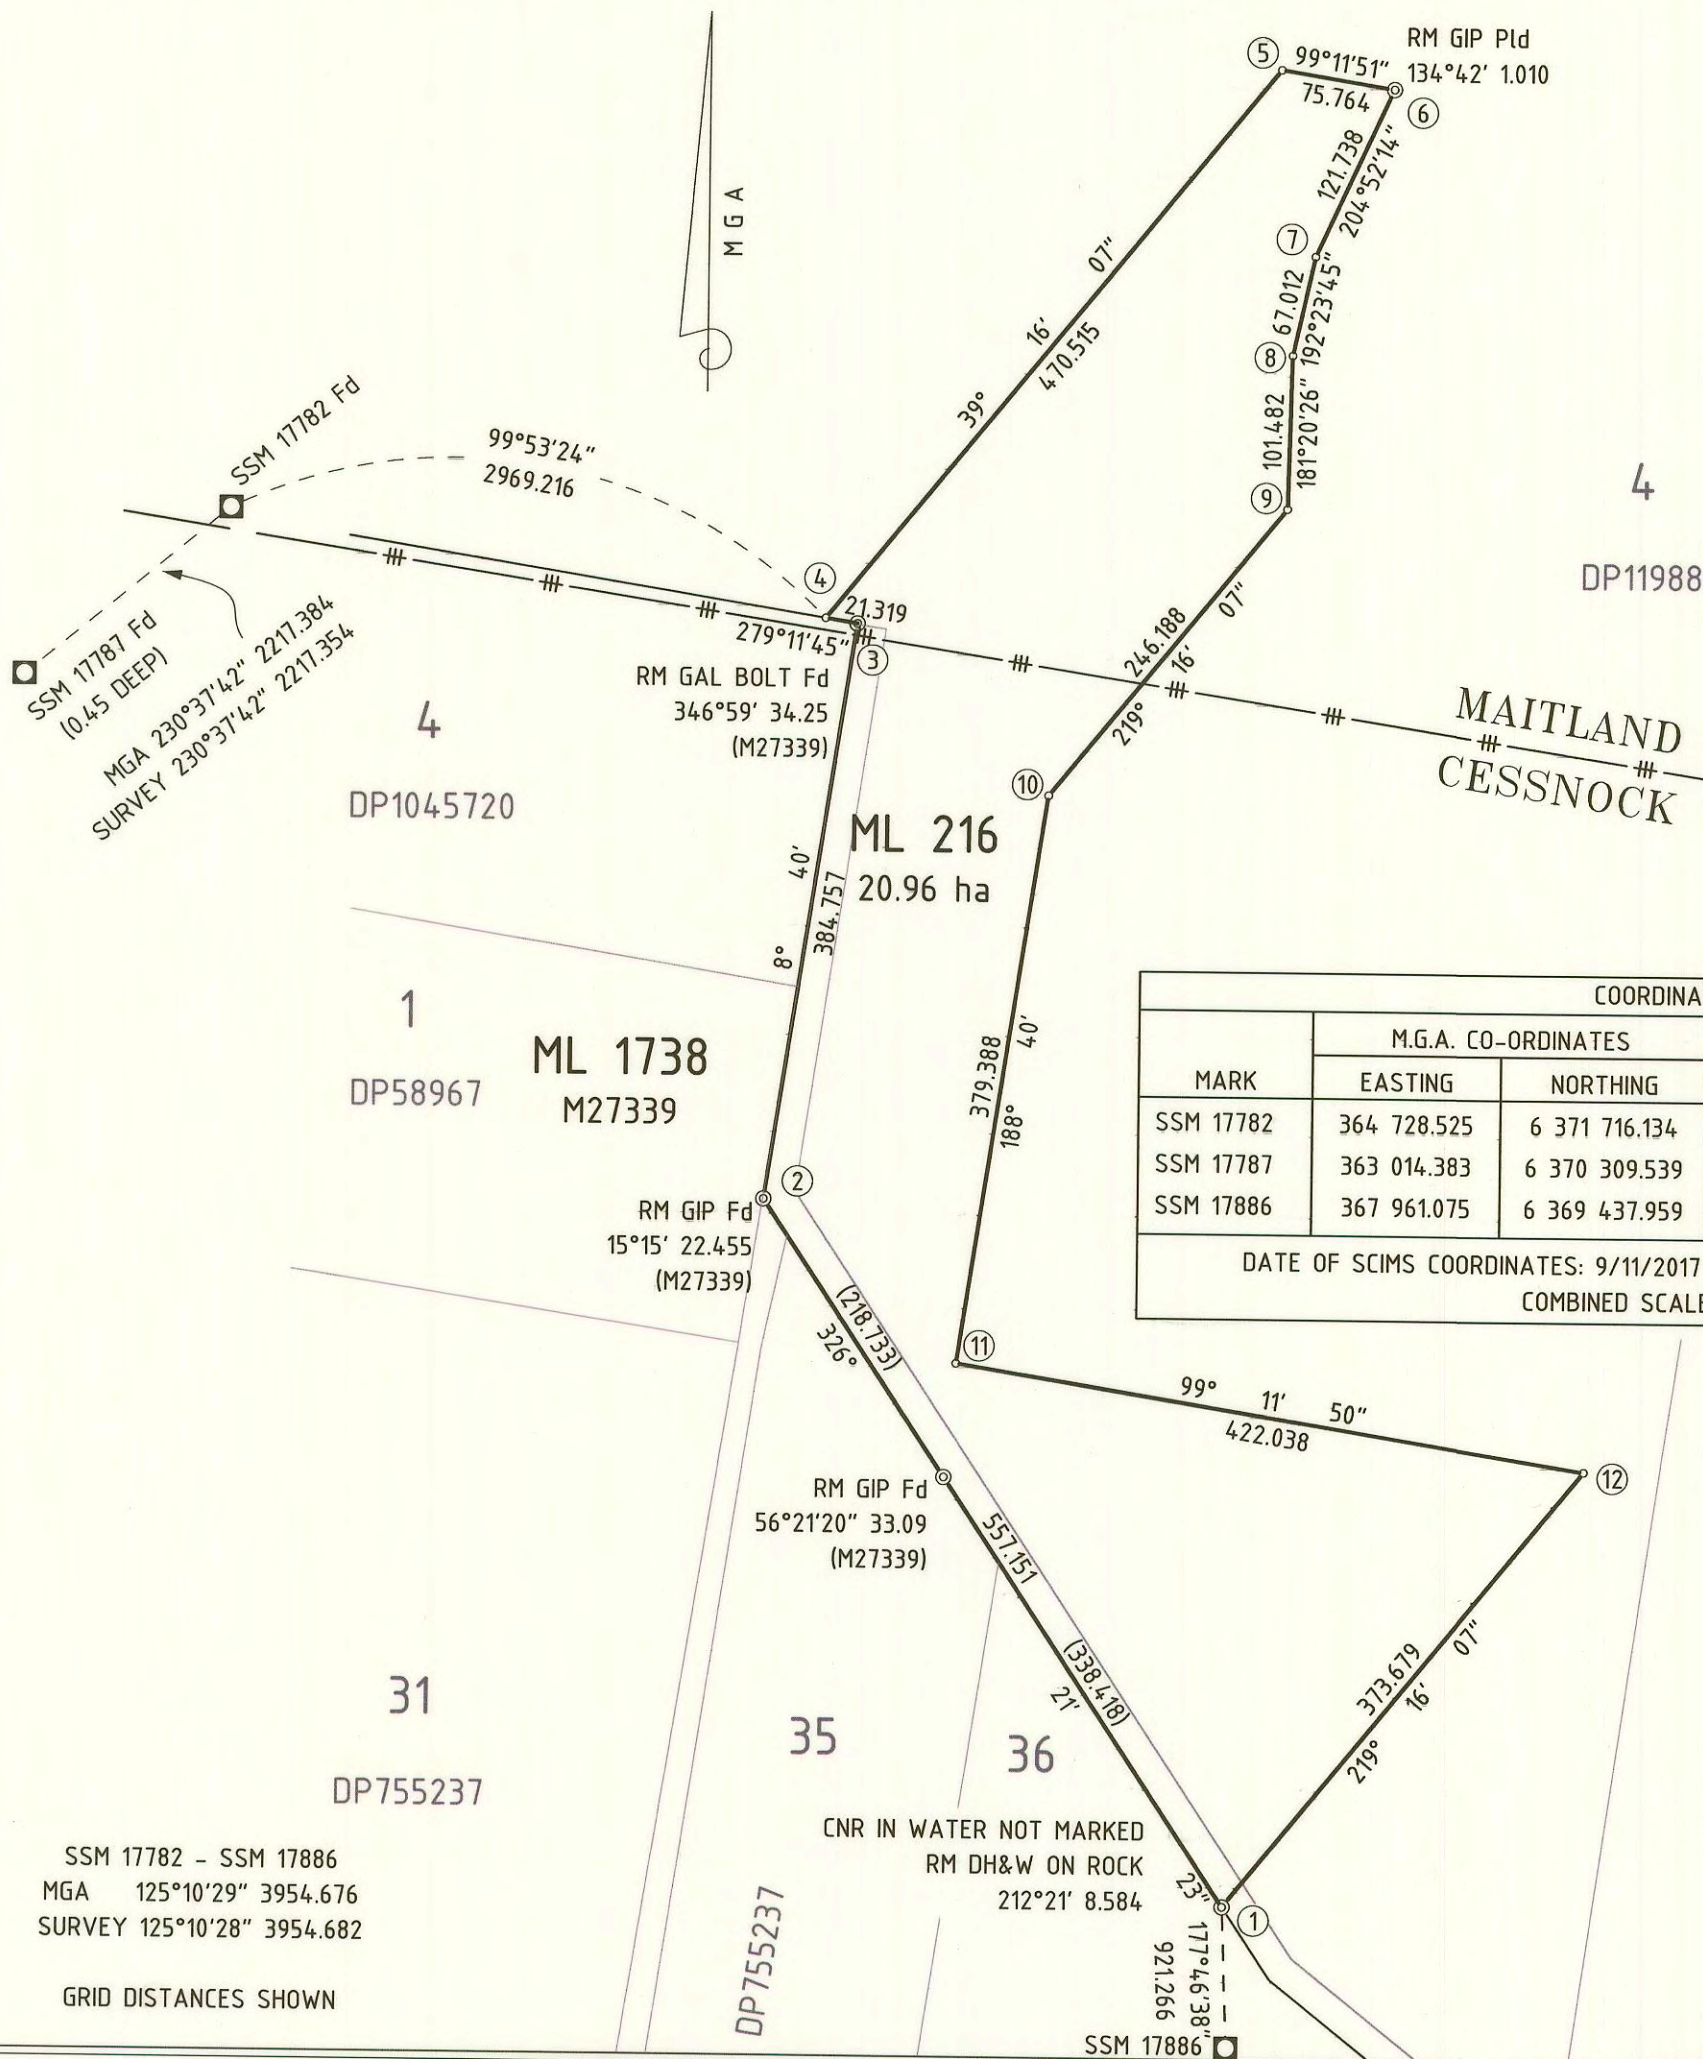 RM GIP Pld
134°42' 1.010
5
99°11'51"
75.764
6
121.738
204°52'14"
MGA
7
07"
67.012
192°23'45"
16'
470.515
8
39°
101.482
181°20'26"
9
SSM 17782 Fd
99°53'24"
2969.216
4
DP11988
4
21.319
279°11'45"
3
246.188
07"
16'
219°
SSM 17787 Fd
(0.45 DEEP)
MGA 230°37'42" 2217.384
SURVEY 230°37'42" 2217.354
RM GAL BOLT Fd
346°59' 34.25
(M27339)
MAITLAND
CESSNOCK
4
DP1045720
10
ML 216
20.96 ha
40'
384.757
8°
1
DP58967
ML 1738
M27339
379.388
40'
188°
COORDINA
M.G.A. CO-ORDINATES
MARK EASTING NORTHING
SSM 17782 364 728.525 6 371 716.134
SSM 17787 363 014.383 6 370 309.539
SSM 17886 367 961.075 6 369 437.959
DATE OF SCIMS COORDINATES: 9/11/2017
COMBINED SCALE
2
RM GIP Fd
15°15' 22.455
(M27339)
(218.733)
326°
11
99° 11' 50"
422.038
12
RM GIP Fd
56°21'20" 33.09
(M27339)
557.151
(338.418)
21'
373.679
07"
16'
219°
31
DP755237
35
36
DP755237
CNR IN WATER NOT MARKED
RM DH&W ON ROCK
212°21' 8.584
23"
1
177°46'38"
921.266
SSM 17886
SSM 17782 - SSM 17886
MGA 125°10'29" 3954.676
SURVEY 125°10'28" 3954.682
GRID DISTANCES SHOWN